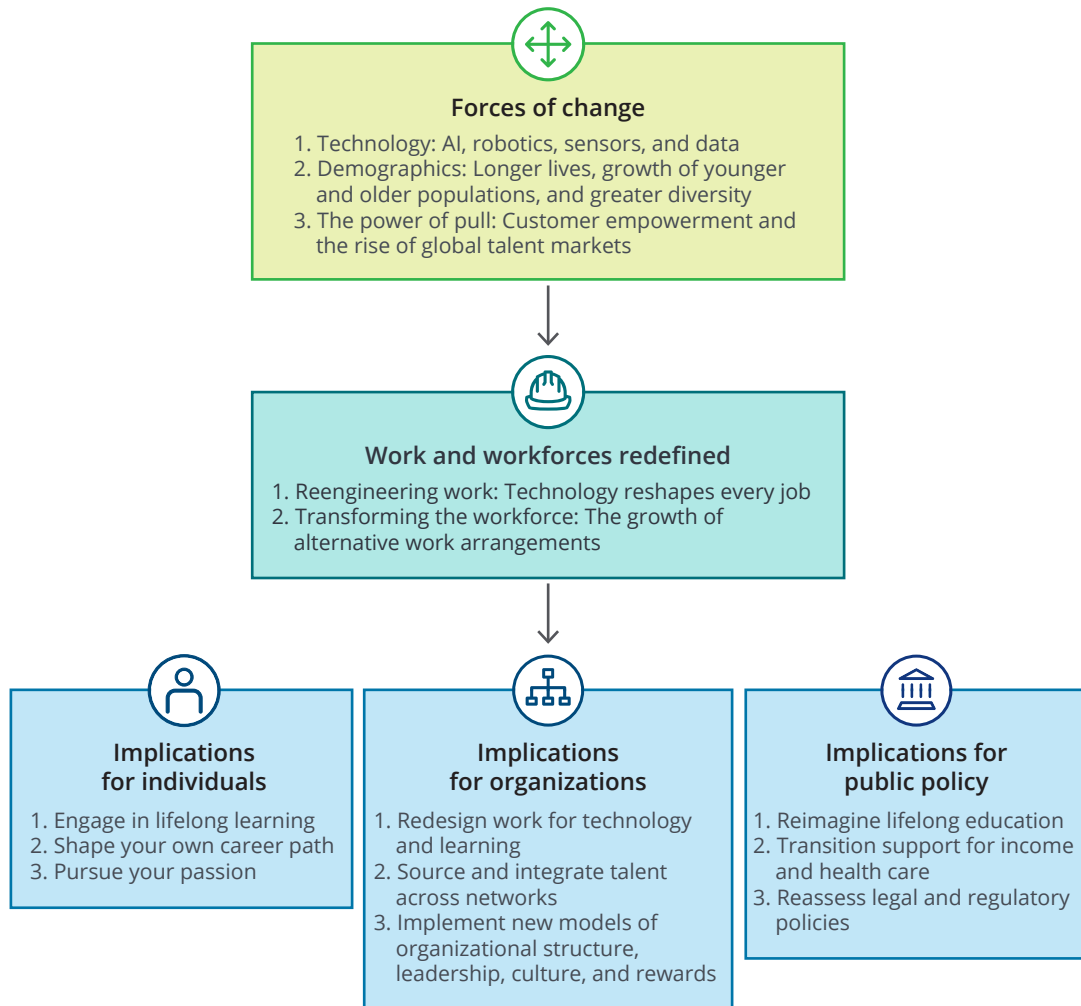 Forces of change
1. Technology: AI, robotics, sensors, and data
2. Demographics: Longer lives, growth of younger
and older populations, and greater diversity
3. The power of pull: Customer empowerment and
the rise of global talent markets
Work and workforces redefined
1. Reengineering work: Technology reshapes every job
2. Transforming the workforce: The growth of
alternative work arrangements
Implications
for individuals
1. Engage in lifelong learning
2. Shape your own career path
3. Pursue your passion
Implications
for organizations
1. Redesign work for technology
and learning
2. Source and integrate talent
across networks
3. Implement new models of
organizational structure,
leadership, culture, and rewards
Implications for
public policy
1. Reimagine lifelong education
2. Transition support for income
and health care
3. Reassess legal and regulatory
policies